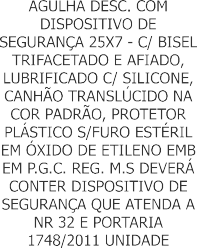 AGULHA DESC. COM
DISPOSITIVO DE
SEGURANÇA 25X7 - C/ BISEL
TRIFACETADO E AFIADO,
LUBRIFICADO C/ SILICONE,
CANHÃO TRANSLÚCIDO NA
COR PADRÃO, PROTETOR
PLÁSTICO S/FURO ESTÉRIL
EM ÓXIDO DE ETILENO EMB
EM P.G.C. REG. M.S DEVERÁ
CONTER DISPOSITIVO DE
SEGURANÇA QUE ATENDA A
NR 32 E PORTARIA
1748/2011 UNIDADE